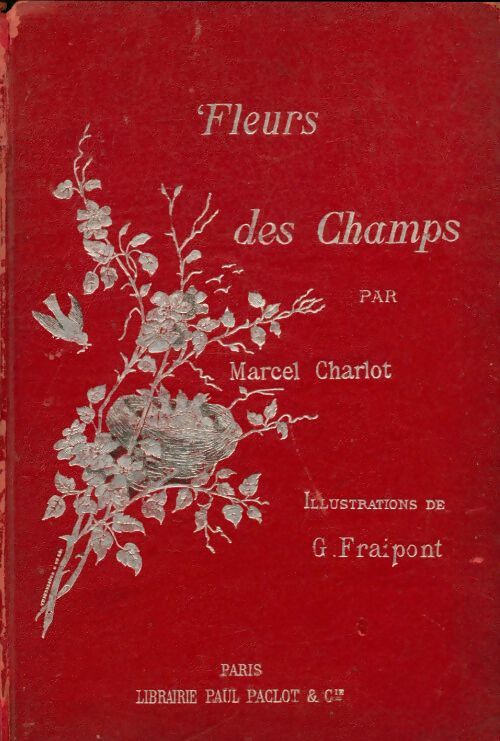 Fleurs
des Champs
PAR
Marcel Charlot
ILLUSTRATIONS DE
G. Fraipont
PARIS
LIBRAIRIE PAUL PACLOT & CIE